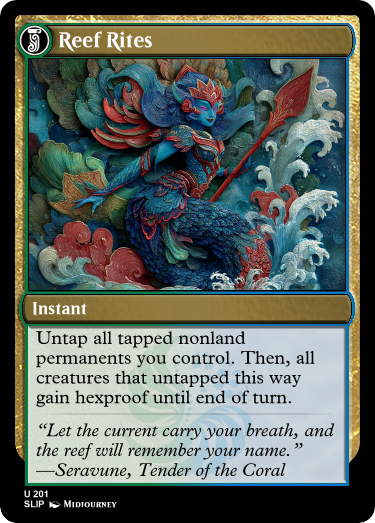 Reef Rites
Instant
Untap all tapped nonland
permanents you control. Then, all
creatures that untapped this way
gain hexproof until end of turn.
“Let the current carry your breath, and
the reef will remember your name.”
—Seravune, Tender of the Coral
U 201
SLIP Midjourney